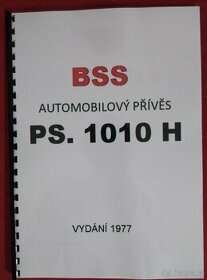 BSS
AUTOMOBILOVÝ PŘÍVĚS
PS. 1010 H
VYDÁNÍ 1977